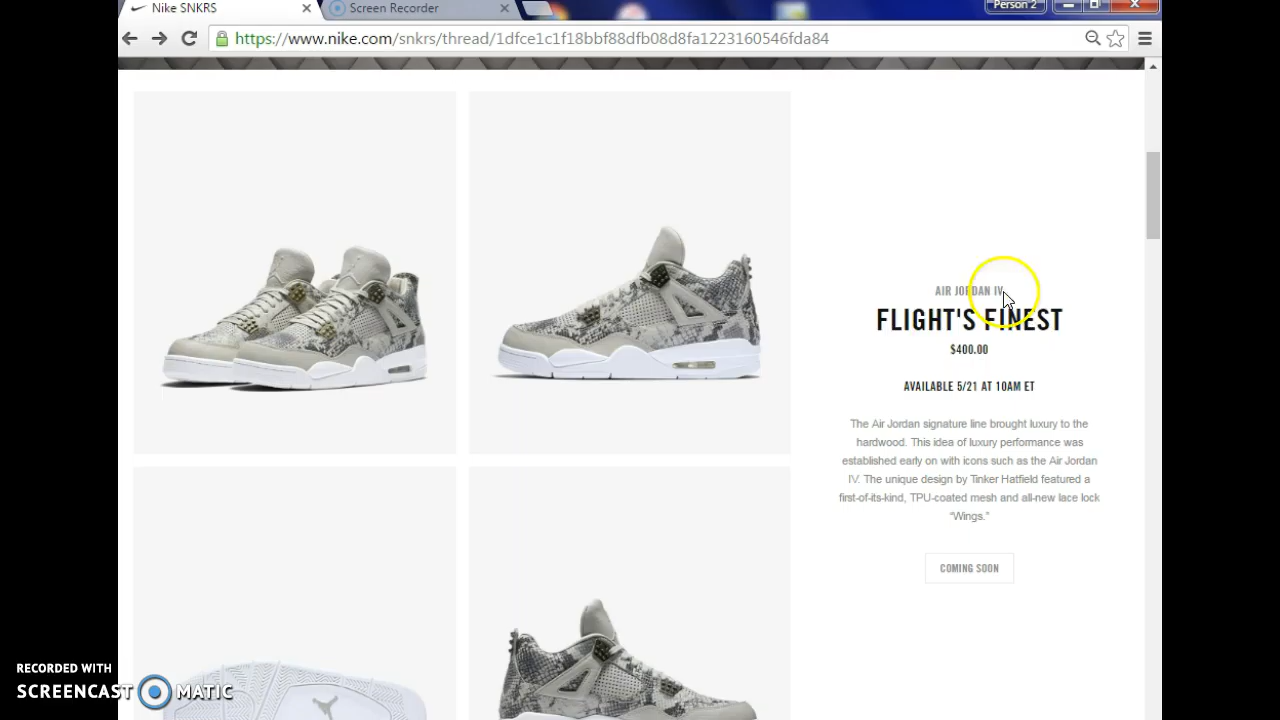 Nike SNKRS
Screen Recorder
Person 2
https://www.nike.com/snkrs/thread/1dfce1c1f18bbf88dfb08d8fa1223160546fda84
AIR JORDAN IV
FLIGHT'S FINEST
$400.00
AVAILABLE 5/21 AT 10AM ET
The Air Jordan signature line brought luxury to the
hardwood. This idea of luxury performance was
established early on with icons such as the Air Jordan
IV. The unique design by Tinker Hatfield featured a
first-of-its-kind, TPU-coated mesh and all-new lace lock
"Wings."
COMING SOON
RECORDED WITH
SCREENCAST MATIC